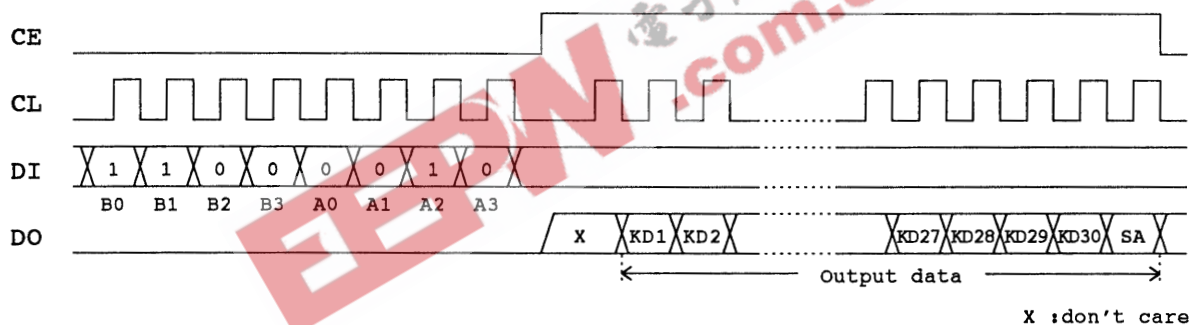 CE
CL
DI 1 1 0 0 0 0 1 0
B0 B1 B2 B3 A0 A1 A2 A3
DO X KD1 KD2 KD27 KD28 KD29 KD30 SA
Output data
X :don't care
EEPW
.com.